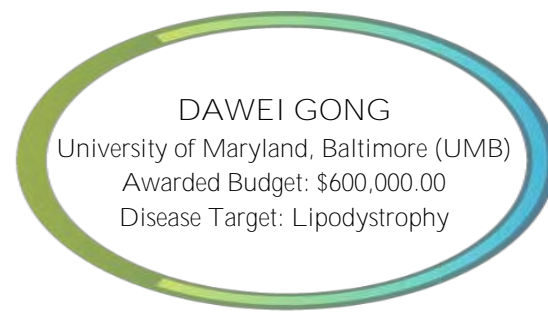 DAWEI GONG
University of Maryland, Baltimore (UMB)
Awarded Budget: $600,000.00
Disease Target: Lipodystrophy